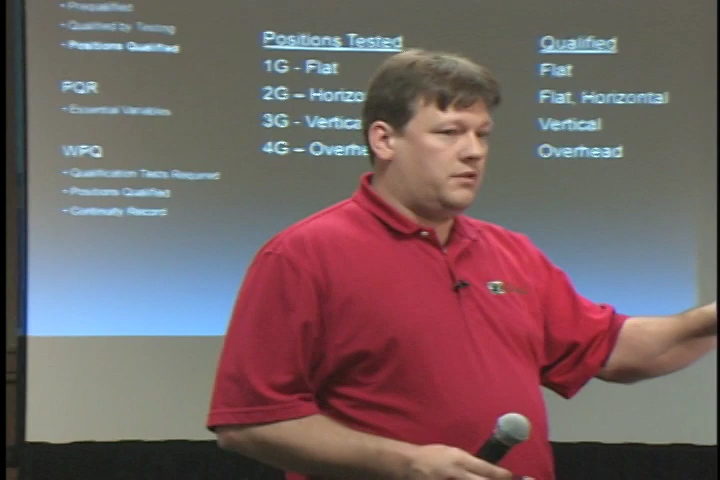 • Prequalified
• Qualified by Testing
• Positions Qualified
PQR
• Essential Variables
WPQ
• Qualification Tests Required
• Positions Qualified
• Continuity Record
Positions Tested Qualified
1G - Flat Flat
2G – Horizo Flat, Horizontal
3G - Vertica Vertical
4G – Overhe Overhead